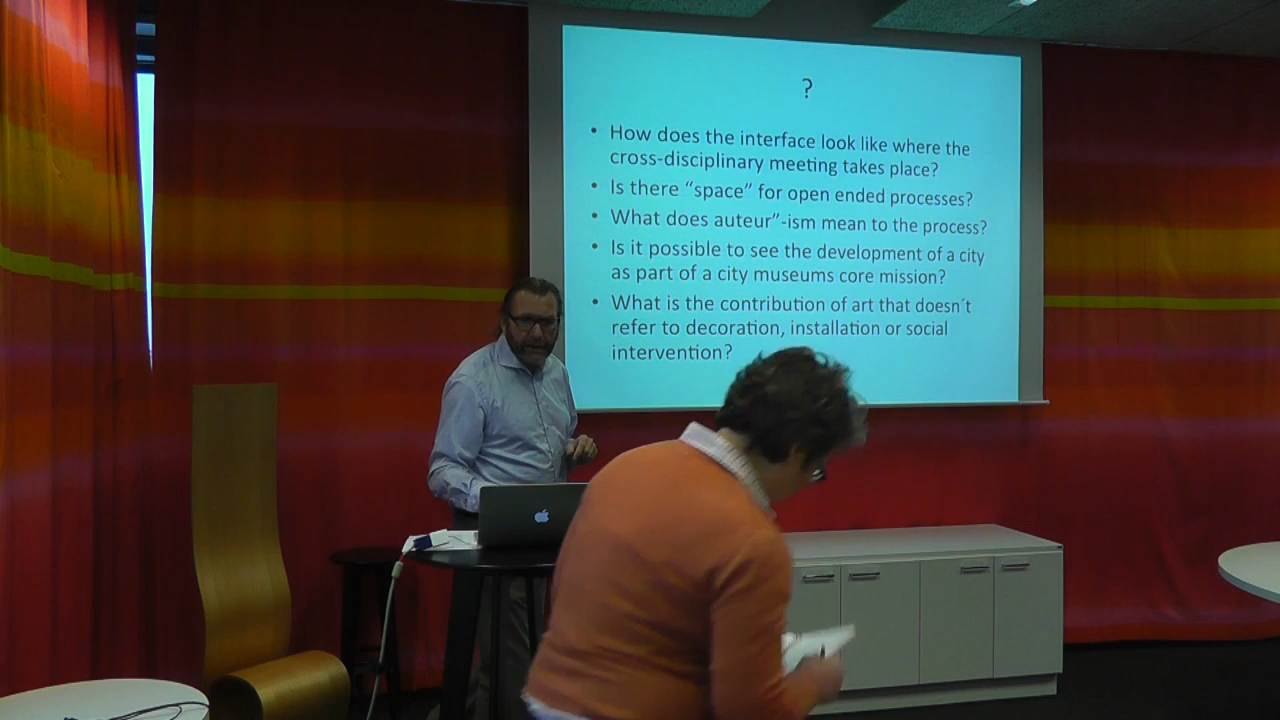 ?
• How does the interface look like where the
cross-disciplinary meeting takes place?
• Is there “space” for open ended processes?
• What does auteur”-ism mean to the process?
• Is it possible to see the development of a city
as part of a city museums core mission?
• What is the contribution of art that doesn´t
refer to decoration, installation or social
intervention?